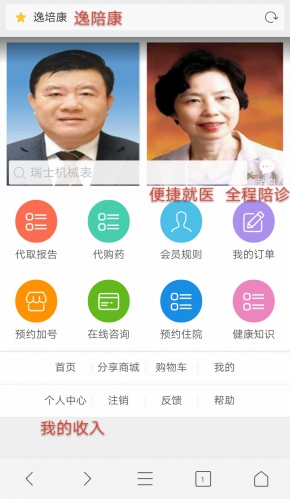 逸培康 逸陪康
瑞士机械表
便捷就医 全程陪诊
代取报告 代购药 会员规则 我的订单
预约加号 在线咨询 预约住院 健康知识
首页 分享商城 购物车 我的
个人中心 注销 反馈 帮助
我的收入
1